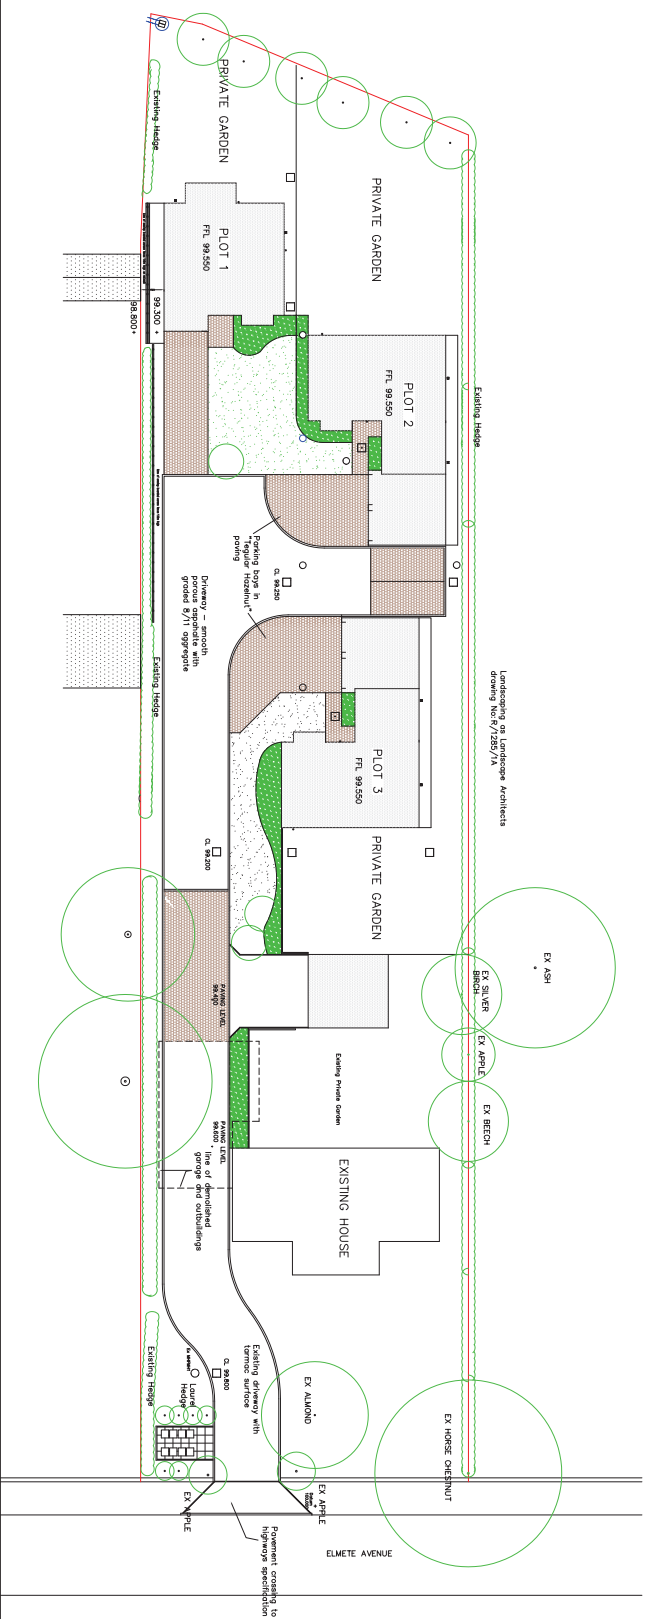 PRIVATE GARDEN
Existing Hedge
PRIVATE GARDEN
PLOT 1
FFL 99.550
99.300 +
98.800+
PLOT 2
FFL 99.550
Existing Hedge
Parking bays in
"Tegular Hazelnut"
paving
CL 99.250
Driveway - smooth
porous aspahalte with
graded 8/11 aggregate
Existing Hedge
Landscaping as Landscape Architects
drawing No:R/1285/1A
PLOT 3
FFL 99.550
CL 99.200
PRIVATE GARDEN
EX ASH
EX SILVER
BIRCH
PAVING LEVEL
99.400
EX APPLE
Existing Private Garden
EX BEECH
PAVING LEVEL
99.600
line of demolished
garage and outbuildings
EXISTING HOUSE
Existing driveway with
tarmac surface
CL 99.800
Existing Hedge
Laurel
Hedge
EX ALMOND
EX HORSE CHESTNUT
EX APPLE
EX APPLE
ELMETE AVENUE
Pavement crossing to
highways specification